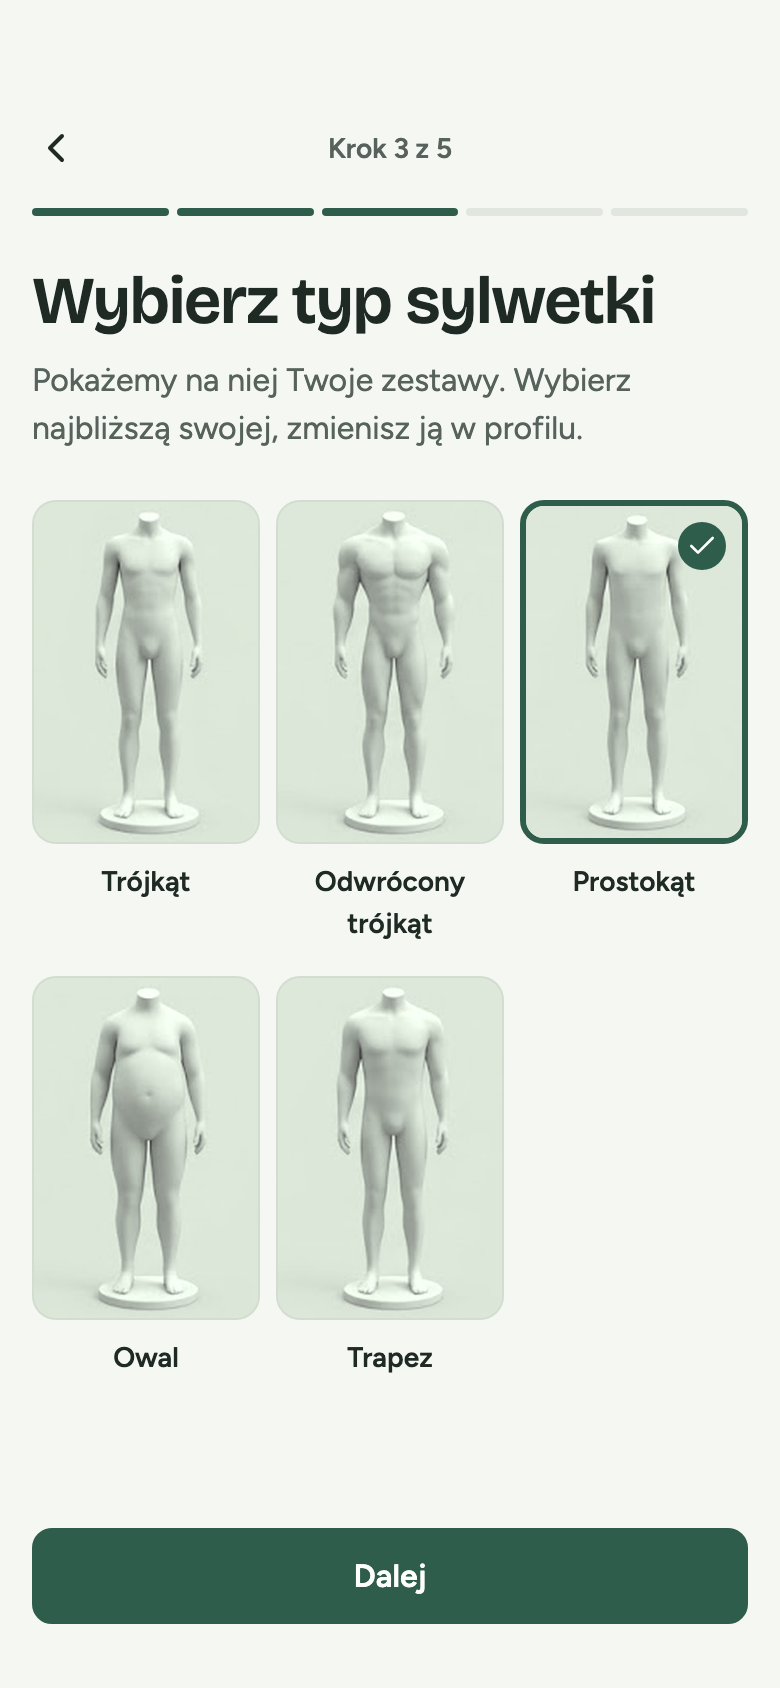 Krok 3 z 5
Wybierz typ sylwetki
Pokażemy na niej Twoje zestawy. Wybierz
najbliższą swojej, zmienisz ją w profilu.
Trójkąt
Odwrócony
trójkąt
Prostokąt
Owal
Trapez
Dalej